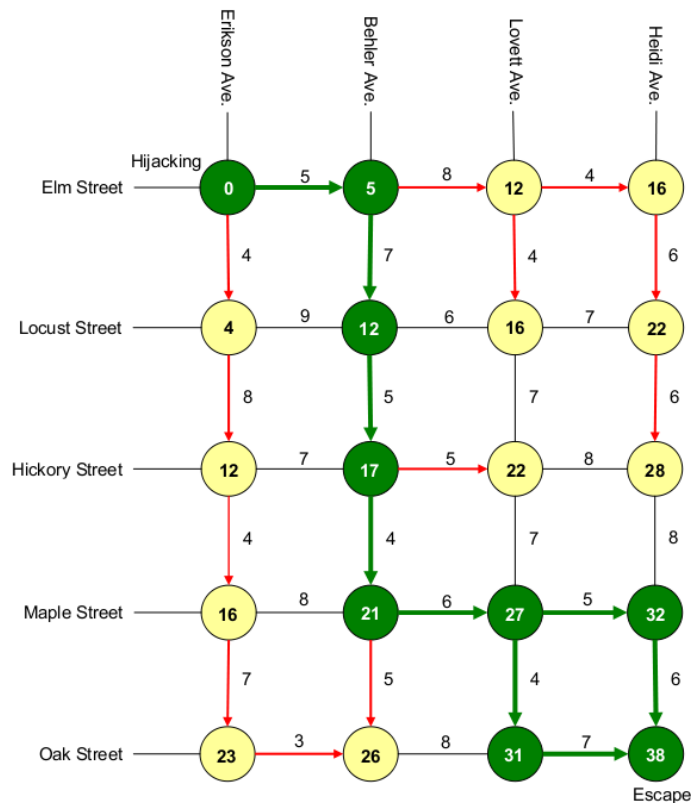 Erikson Ave.
Behler Ave.
Lovett Ave.
Heidi Ave.
Hijacking
Elm Street 0 5 5 8 12 4 16
4 7 4 6
Locust Street 4 9 12 6 16 7 22
8 5 7 6
Hickory Street 12 7 17 5 22 8 28
4 4 7 8
Maple Street 16 8 21 6 27 5 32
7 5 4 6
Oak Street 23 3 26 8 31 7 38
Escape